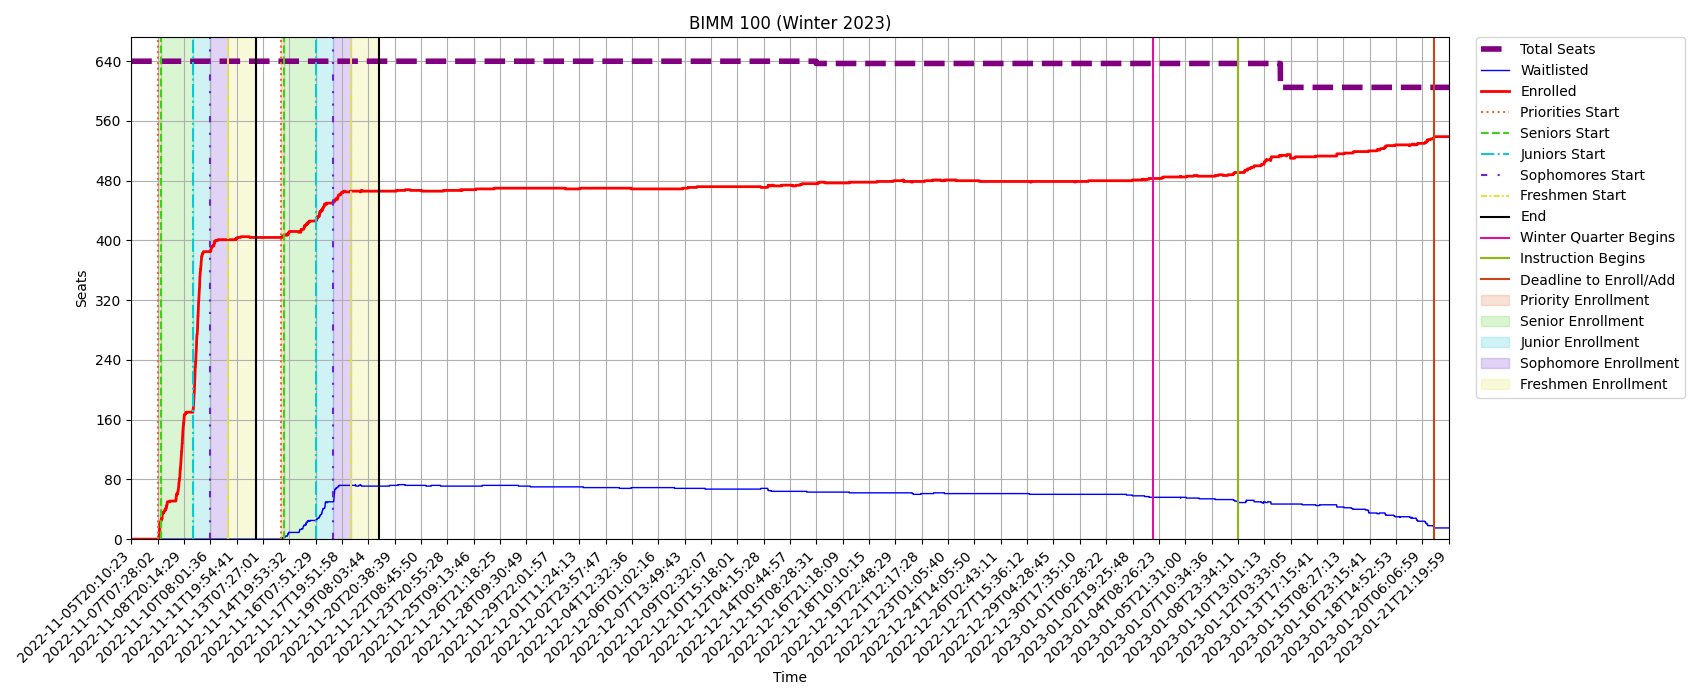 BIMM 100 (Winter 2023)
Seats
640
560
480
400
320
240
160
80
0
2022-11-05T20:10:23
2022-11-07T07:28:02
2022-11-08T20:14:29
2022-11-10T08:01:36
2022-11-11T19:54:41
2022-11-13T07:27:01
2022-11-14T19:53:32
2022-11-16T07:51:29
2022-11-17T19:51:58
2022-11-19T08:03:44
2022-11-20T20:38:39
2022-11-22T08:45:50
2022-11-23T20:55:28
2022-11-25T09:13:46
2022-11-26T21:18:25
2022-11-28T09:30:49
2022-11-29T22:01:57
2022-12-01T11:24:13
2022-12-02T23:57:47
2022-12-04T12:32:36
2022-12-06T01:02:16
2022-12-07T13:49:43
2022-12-09T02:32:07
2022-12-10T15:18:01
2022-12-12T04:15:28
2022-12-14T00:44:57
2022-12-15T08:28:31
2022-12-16T21:18:09
2022-12-18T10:10:15
2022-12-19T22:48:29
2022-12-21T12:17:28
2022-12-23T01:05:40
2022-12-24T14:05:50
2022-12-26T02:43:11
2022-12-27T15:36:12
2022-12-29T04:28:45
2022-12-30T17:35:10
2023-01-01T06:28:22
2023-01-02T19:25:48
2023-01-04T08:26:23
2023-01-05T21:31:00
2023-01-07T10:34:36
2023-01-08T23:34:11
2023-01-10T13:01:13
2023-01-12T03:33:05
2023-01-13T17:15:41
2023-01-15T08:27:13
2023-01-16T23:15:41
2023-01-18T14:52:53
2023-01-20T06:06:59
2023-01-21T21:19:59
Time
Total Seats
Waitlisted
Enrolled
Priorities Start
Seniors Start
Juniors Start
Sophomores Start
Freshmen Start
End
Winter Quarter Begins
Instruction Begins
Deadline to Enroll/Add
Priority Enrollment
Senior Enrollment
Junior Enrollment
Sophomore Enrollment
Freshmen Enrollment